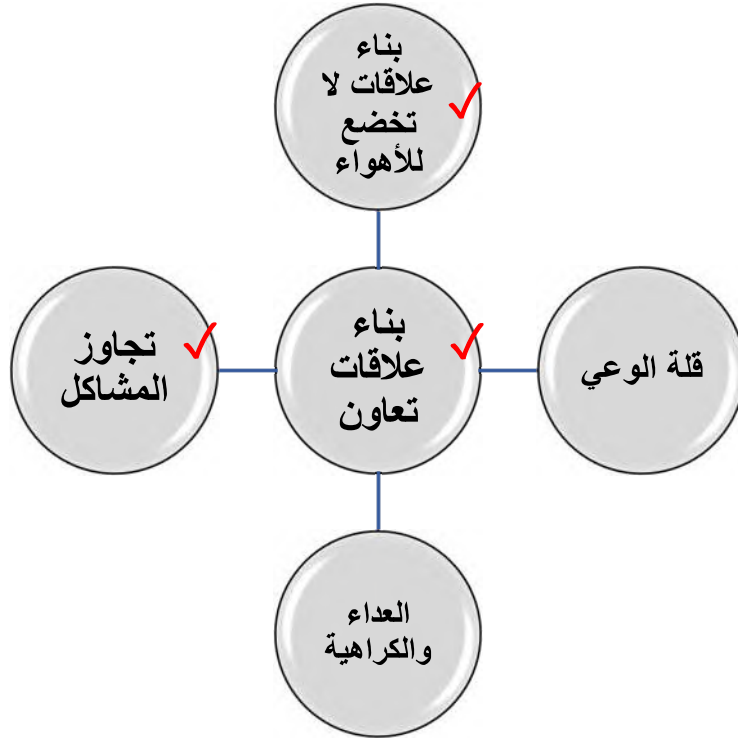 بناء
علاقات لا
تخضع
للأهواء
قلة الوعي
بناء
علاقات
تعاون
تجاوز
المشاكل
العداء
والكراهية